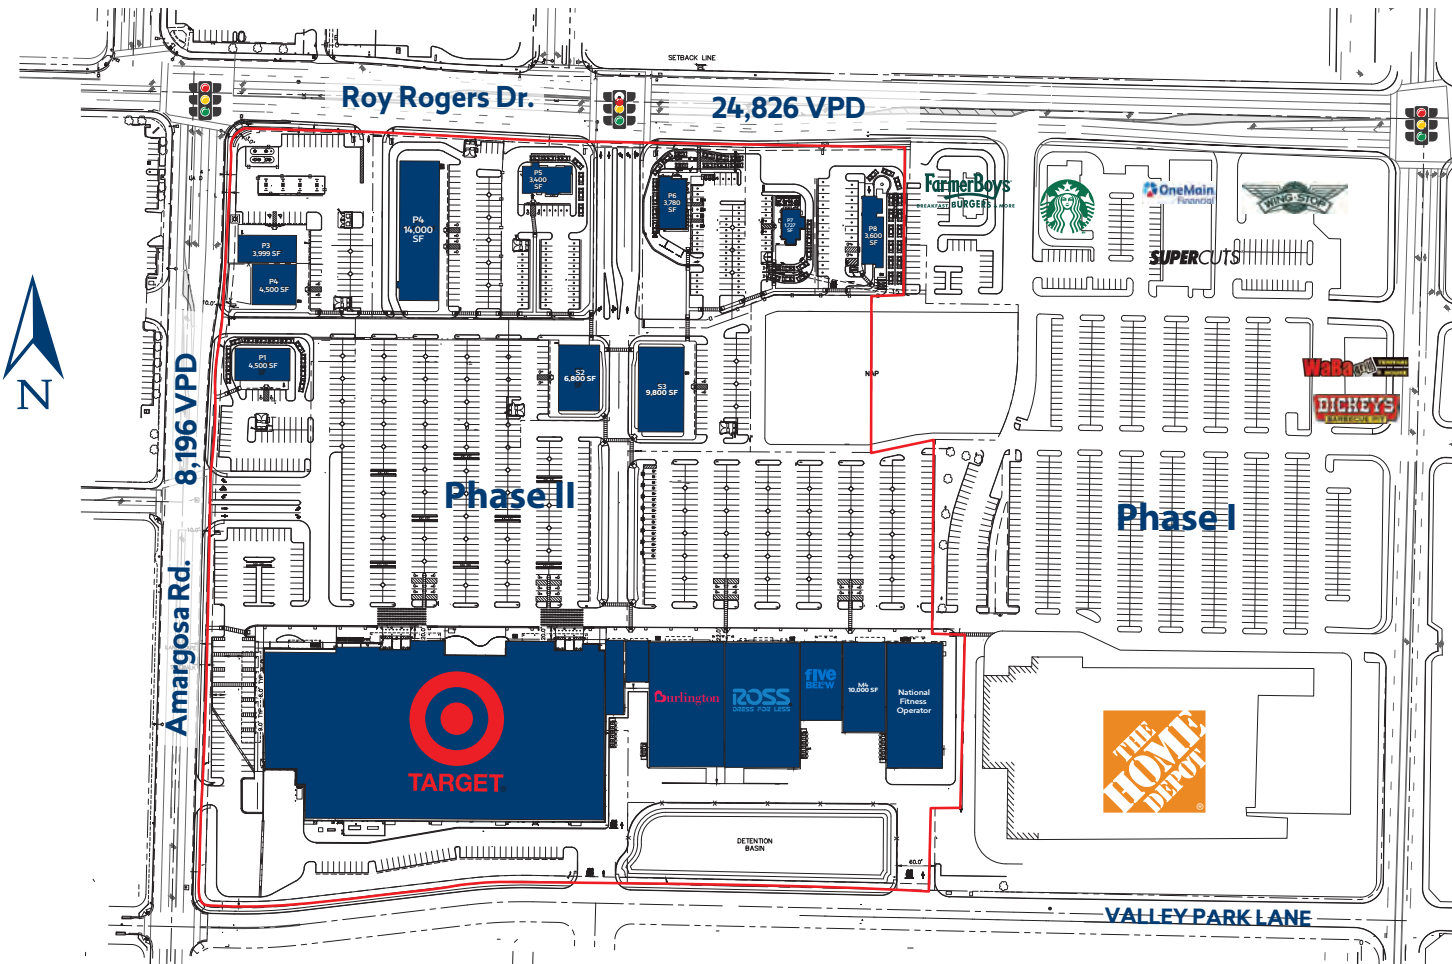 SETBACK LINE
Roy Rogers Dr.
24,826 VPD
P5
3,400
SF
P6
3,780
SF
P7
1,727
SF
P8
3,600
SF
P4
14,000
SF
P3
3,999 SF
P4
4,500 SF
FarmerBoys
BREAKFAST BURGERS & MORE
OneMain
Financial
WING STOP
SUPERCUTS
P1
4,500 SF
S2
6,800 SF
S3
9,800 SF
NAP
WaBa
DICKEY'S
BARBECUE PIT
N
8,196 VPD
Amargosa Rd.
Phase II
Phase I
TARGET
Burlington
ROSS
DRESS FOR LESS
five
BELOW
M4
10,000 SF
National
Fitness
Operator
THE
HOME
DEPOT
DETENTION
BASIN
60.0'
VALLEY PARK LANE